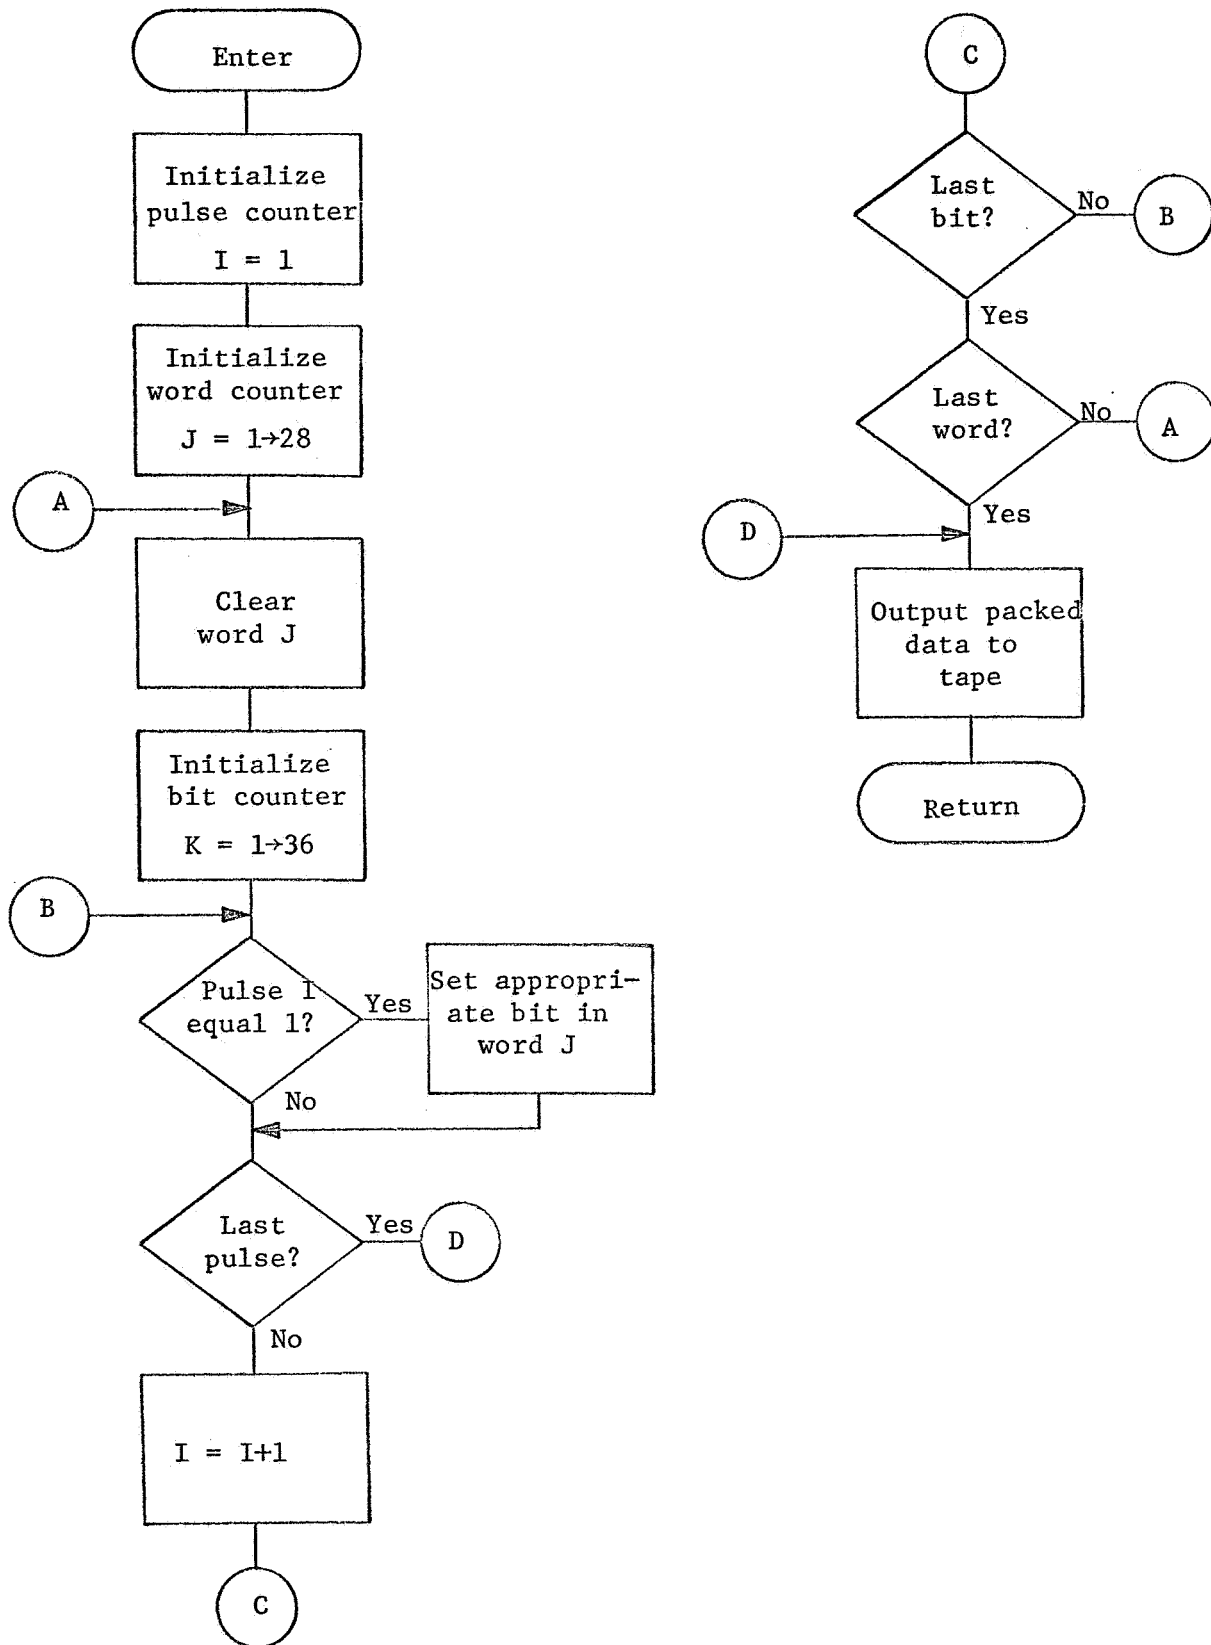 Enter
Initialize
pulse counter
I = 1
Initialize
word counter
J = 1→28
A
Clear
word J
Initialize
bit counter
K = 1→36
B
Pulse I
equal 1?
Yes
Set appropri-
ate bit in
word J
No
Last
pulse?
Yes
D
No
I = I+1
C
C
Last
bit?
No
B
Yes
Last
word?
No
A
Yes
D
Output packed
data to
tape
Return